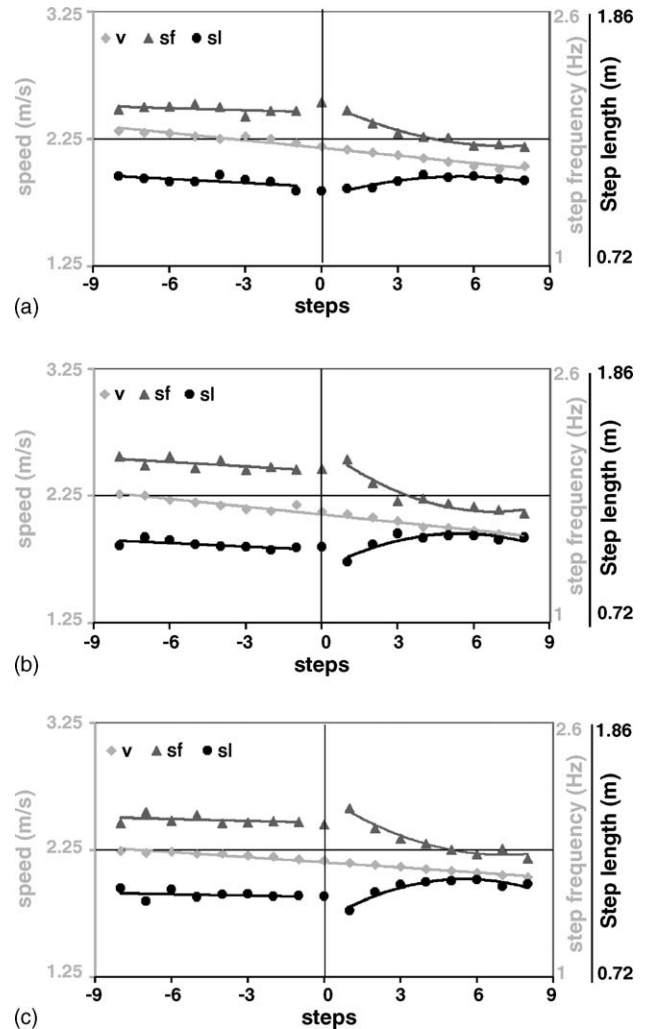 3.25
2.6
1.86
v sf sl
speed (m/s)
2.25
step frequency (Hz)
Step length (m)
1.25
1
0.72
-9 -6 -3 0 3 6 9
steps
(a)
3.25
2.6
1.86
v sf sl
speed (m/s)
2.25
step frequency (Hz)
Step length (m)
1.25
1
0.72
-9 -6 -3 0 3 6 9
steps
(b)
3.25
2.6
1.86
v sf sl
speed (m/s)
2.25
step frequency (Hz)
Step length (m)
1.25
1
0.72
-9 -6 -3 0 3 6 9
steps
(c)